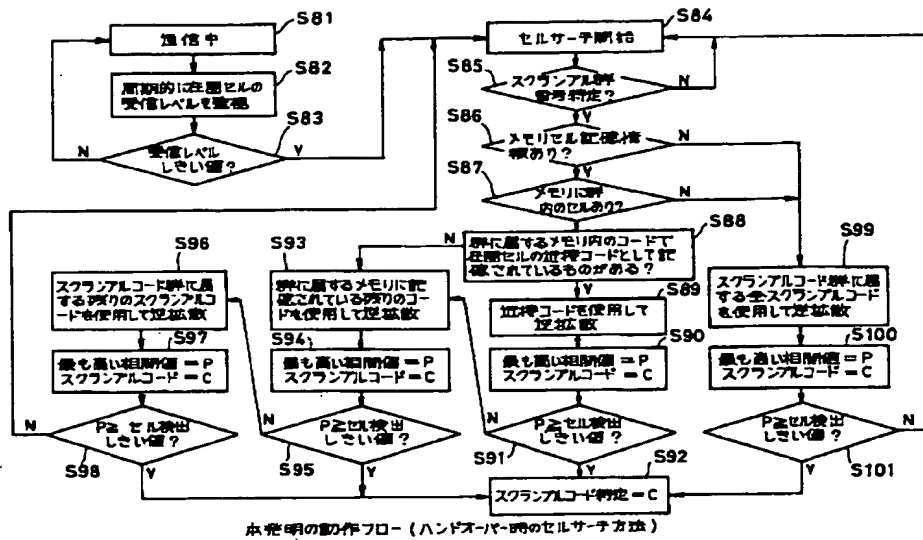 S81
通信中
S82
周期的に在圏セルの
受信レベルを監視
S83
受信レベル
しきい値?
N
Y
S84
セルサーチ開始
S85
スクランブル群
番号特定?
N
Y
S86
メモリセル記憶情
報あり?
N
Y
S87
メモリに群
内のセルあり?
N
Y
S88
群に属するメモリ内のコードで
在圏セルの近接コードとして記
憶されているものがある?
N
Y
S89
近接コードを使用して
逆拡散
S90
最も高い相関値=P
スクランブルコード=C
S91
P≧セル検出
しきい値?
N
Y
S92
スクランブルコード特定=C
S93
群に属するメモリに記
憶されている残りのコー
ドを使用して逆拡散
S94
最も高い相関値=P
スクランブルコード=C
S95
P≧セル検出
しきい値?
N
Y
S96
スクランブルコード群に属
する残りのスクランブルコ
ードを使用して逆拡散
S97
最も高い相関値=P
スクランブルコード=C
S98
P≧セル検出
しきい値?
N
Y
S99
スクランブルコード群に属
する全スクランブルコード
を使用して逆拡散
S100
最も高い相関値=P
スクランブルコード=C
S101
P≧セル検出
しきい値?
N
Y
本発明の動作フロー(ハンドオーバー時のセルサーチ方法)